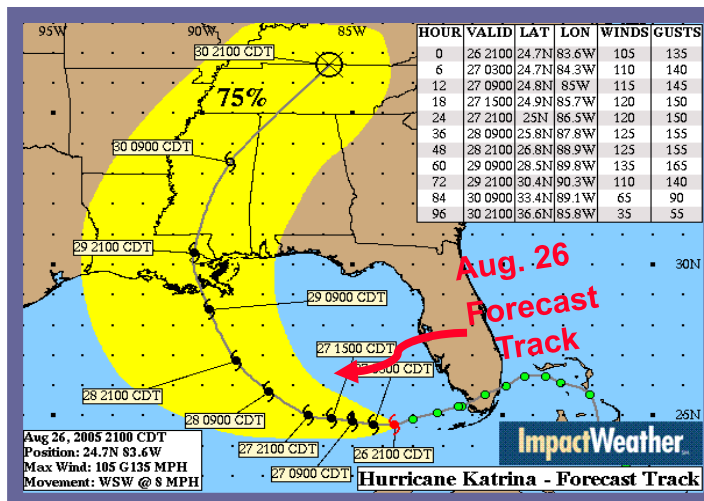 95W 90W 85W
HOUR VALID LAT LON WINDS GUSTS
0 26 2100 24.7N 83.6W 105 135
6 27 0300 24.7N 84.3W 110 140
12 27 0900 24.8N 85W 115 145
18 27 1500 24.9N 85.7W 120 150
24 27 2100 25N 86.5W 120 150
36 28 0900 25.8N 87.8W 125 155
48 28 2100 26.8N 88.9W 125 155
60 29 0900 28.5N 89.8W 135 165
72 29 2100 30.4N 90.3W 110 140
84 30 0900 33.4N 89.1W 65 90
96 30 2100 36.6N 85.8W 35 55
30 2100 CDT
75%
30 0900 CDT
29 2100 CDT
30N
Aug. 26
Forecast
Track
29 0900 CDT
27 1500 CDT
CDT
28 2100 CDT
28 0900 CDT
25N
27 2100 CDT
26 2100 CDT
27 0900 CDT
Aug 26, 2005 2100 CDT
Position: 24.7N 83.6W
Max Wind: 105 G135 MPH
Movement: WSW @ 8 MPH
ImpactWeather
Hurricane Katrina - Forecast Track